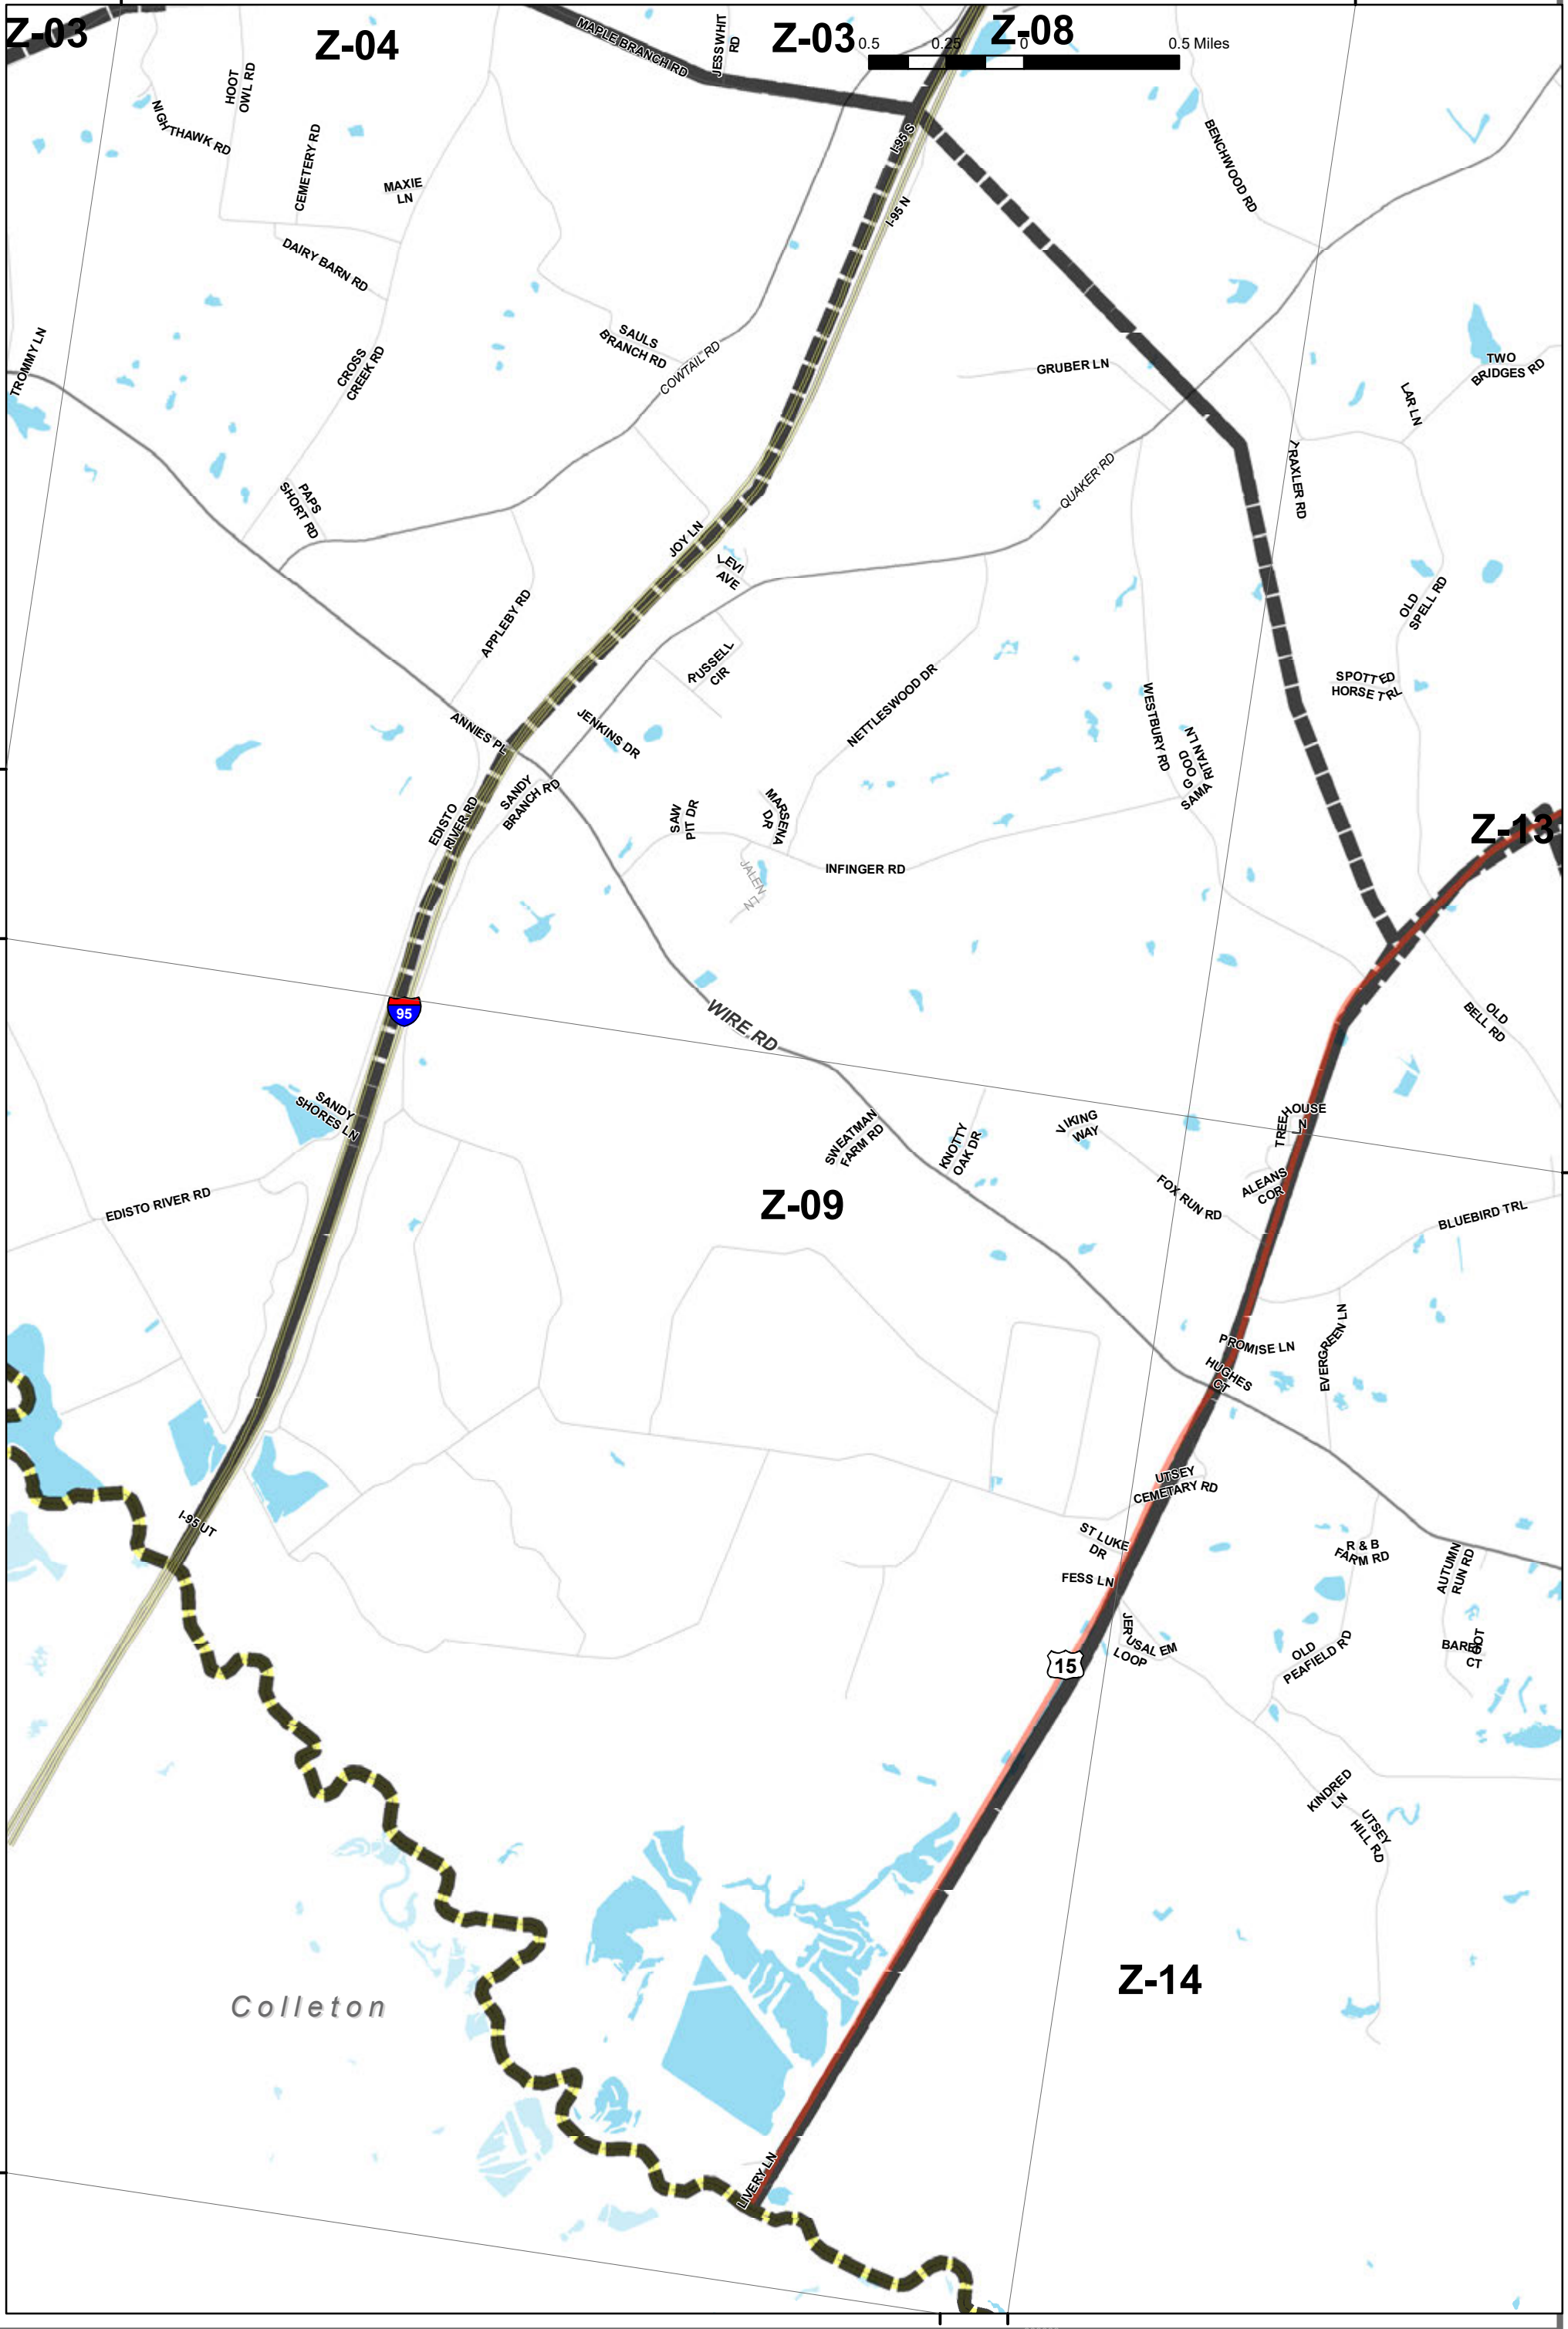 Z-03
Z-04
Z-03
Z-08
0.5
0.25
0
0.5 Miles
MAPLE BRANCH RD
JESSWHIT
RD
HOOT
OWL RD
NIGHTHAWK RD
CEMETERY RD
MAXIE
LN
I-95 S
I-95 N
BENCHWOOD RD
DAIRY BARN RD
TROMMY LN
CROSS
CREEK RD
SAULS
BRANCH RD
COWTAIL RD
GRUBER LN
TWO
BRIDGES RD
LAR LN
PAPS
SHORT RD
QUAKER RD
TRAXLER RD
JOY LN
LEVI
AVE
APPLEBY RD
OLD
SPELL RD
RUSSELL
CIR
SPOTTED
HORSE TRL
NETTLESWOOD DR
ANNIES PL
JENKINS DR
WESTBURY RD
GOOD
SAMARITAN LN
EDISTO
RIVER RD
SANDY
BRANCH RD
SAW
PIT DR
MARSENA
DR
Z-13
JALEN
LN
INFINGER RD
95
WIRE RD
OLD
BELL RD
SANDY
SHORES LN
SWEATMAN
FARM RD
KNOTTY
OAK DR
VIKING
WAY
TREEHOUSE
LN
ALEANS
COR
EDISTO RIVER RD
Z-09
FOX RUN RD
BLUEBIRD TRL
PROMISE LN
EVERGREEN LN
HUGHES
CT
UTSEY
CEMETARY RD
I-95 UT
ST LUKE
DR
R & B
FARM RD
AUTUMN
RUN RD
FESS LN
JERUSALEM
LOOP
OLD
PEAFIELD RD
BAREFOOT
CT
15
KINDRED
LN
UTSEY
HILL RD
Z-14
Colleton
LIVERY LN